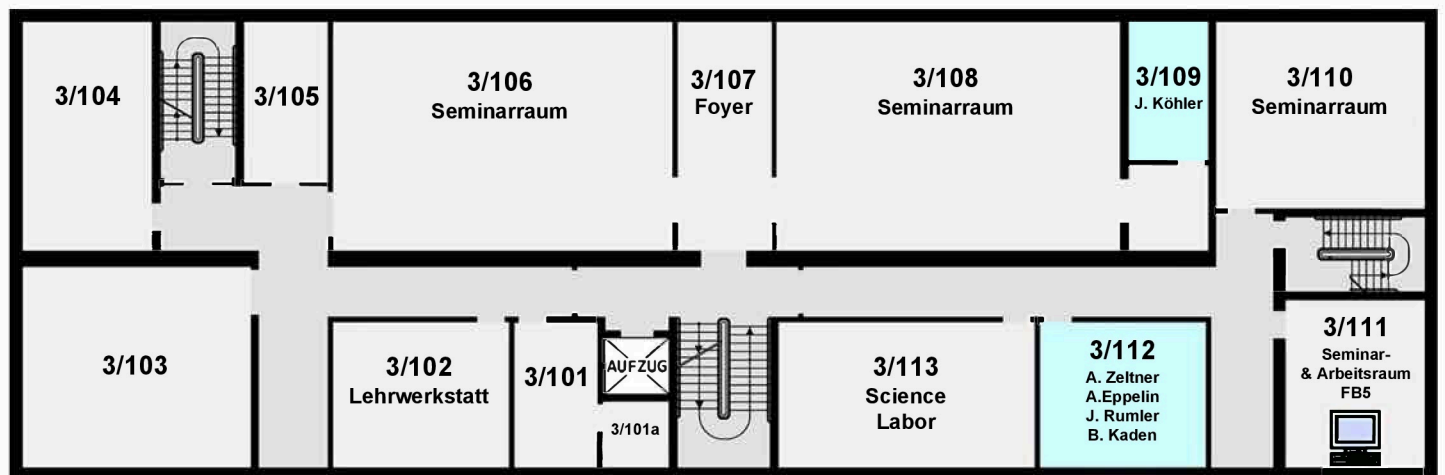 3/104
3/105
3/106
Seminarraum
3/107
Foyer
3/108
Seminarraum
3/109
J. Köhler
3/110
Seminarraum
3/103
3/102
Lehrwerkstatt
3/101
AUFZUG
3/101a
3/113
Science
Labor
3/112
A. Zeltner
A.Eppelin
J. Rumler
B. Kaden
3/111
Seminar-
& Arbeitsraum
FB5